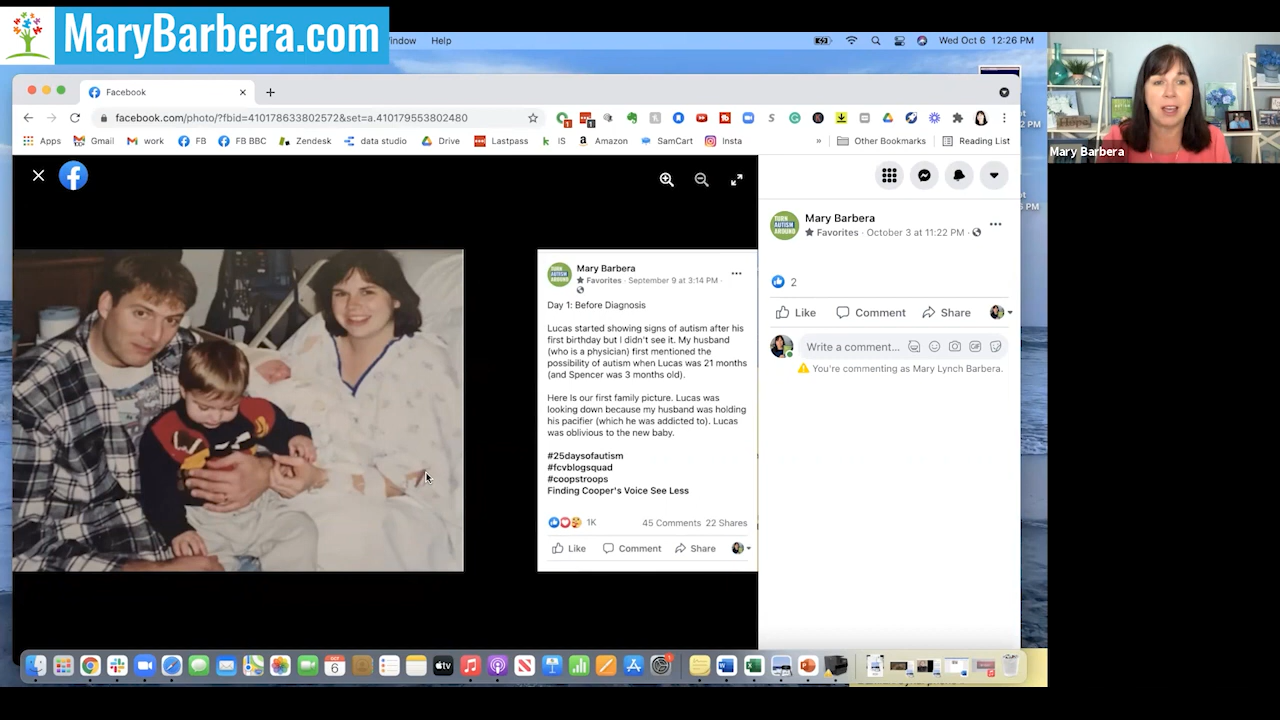 MaryBarbera.com
indow Help
Wed Oct 6 12:26 PM
Facebook
facebook.com/photo/?fbid=410178633802572&set=a.410179553802480
Apps Gmail work FB FB BBC Zendesk data studio Drive Lastpass IS Amazon SamCart Insta » Other Bookmarks Reading List
Mary Barbera
Mary Barbera
Favorites · October 3 at 11:22 PM ·
2
Like Comment Share
Write a comment...
You're commenting as Mary Lynch Barbera.
TURN
AUTISM
AROUND
Mary Barbera
Favorites · September 9 at 3:14 PM ·
Day 1: Before Diagnosis
Lucas started showing signs of autism after his
first birthday but I didn't see it. My husband
(who is a physician) first mentioned the
possibility of autism when Lucas was 21 months
(and Spencer was 3 months old).
Here Is our first family picture. Lucas was
looking down because my husband was holding
his pacifier (which he was addicted to). Lucas
was oblivious to the new baby.
#25daysofautism
#fcvblogsquad
#coopstroops
Finding Cooper's Voice See Less
1K 45 Comments 22 Shares
Like Comment Share
OCT
6
tv
Hope